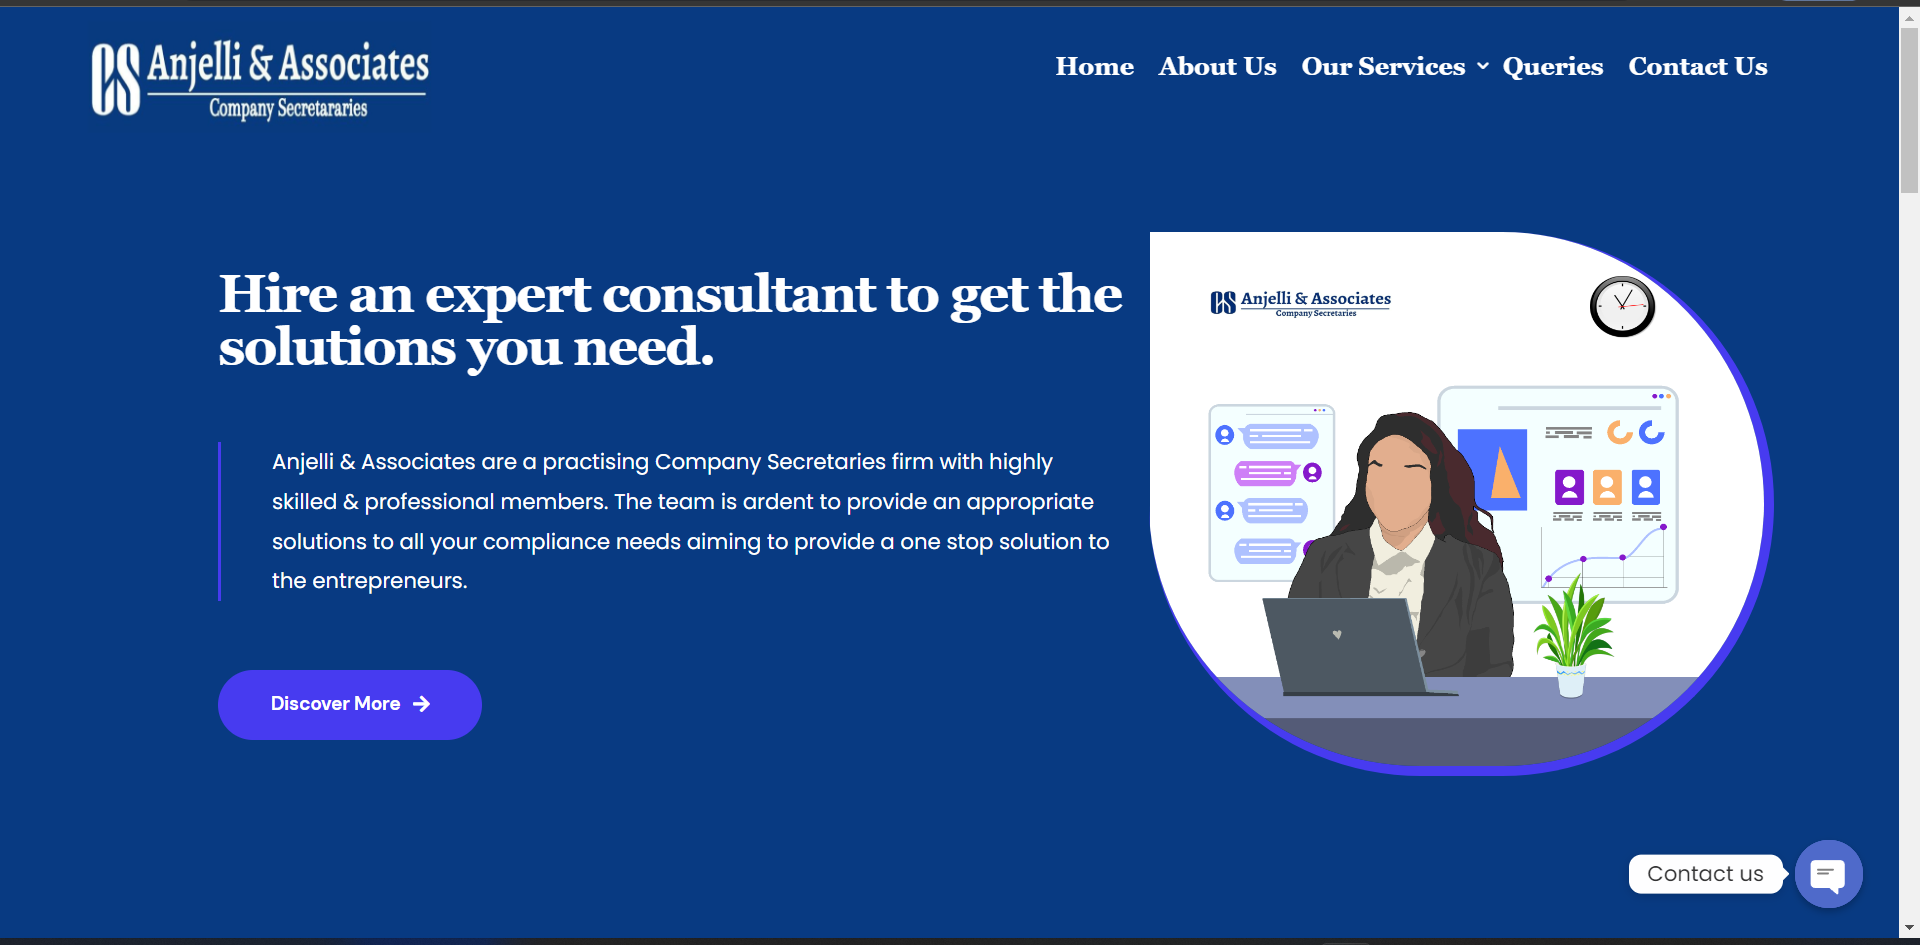 CS Anjelli & Associates
Company Secretararies
Home About Us Our Services Queries Contact Us
Hire an expert consultant to get the
solutions you need.
Anjelli & Associates are a practising Company Secretaries firm with highly
skilled & professional members. The team is ardent to provide an appropriate
solutions to all your compliance needs aiming to provide a one stop solution to
the entrepreneurs.
Discover More
CS Anjelli & Associates
Company Secretaries
Contact us